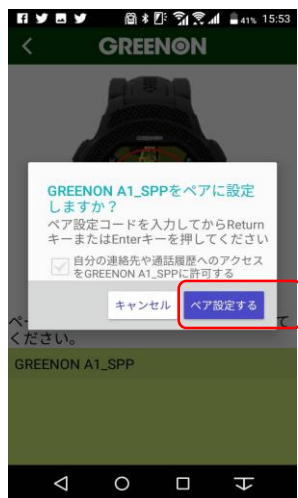 41% 15:53
GREENON
GREENON A1_SPPをペアに設定
しますか？
ペア設定コードを入力してからReturn
キーまたはEnterキーを押してください
自分の連絡先や通話履歴へのアクセス
をGREENON A1_SPPに許可する
キャンセル ペア設定する
ペー て
ください。
GREENON A1_SPP